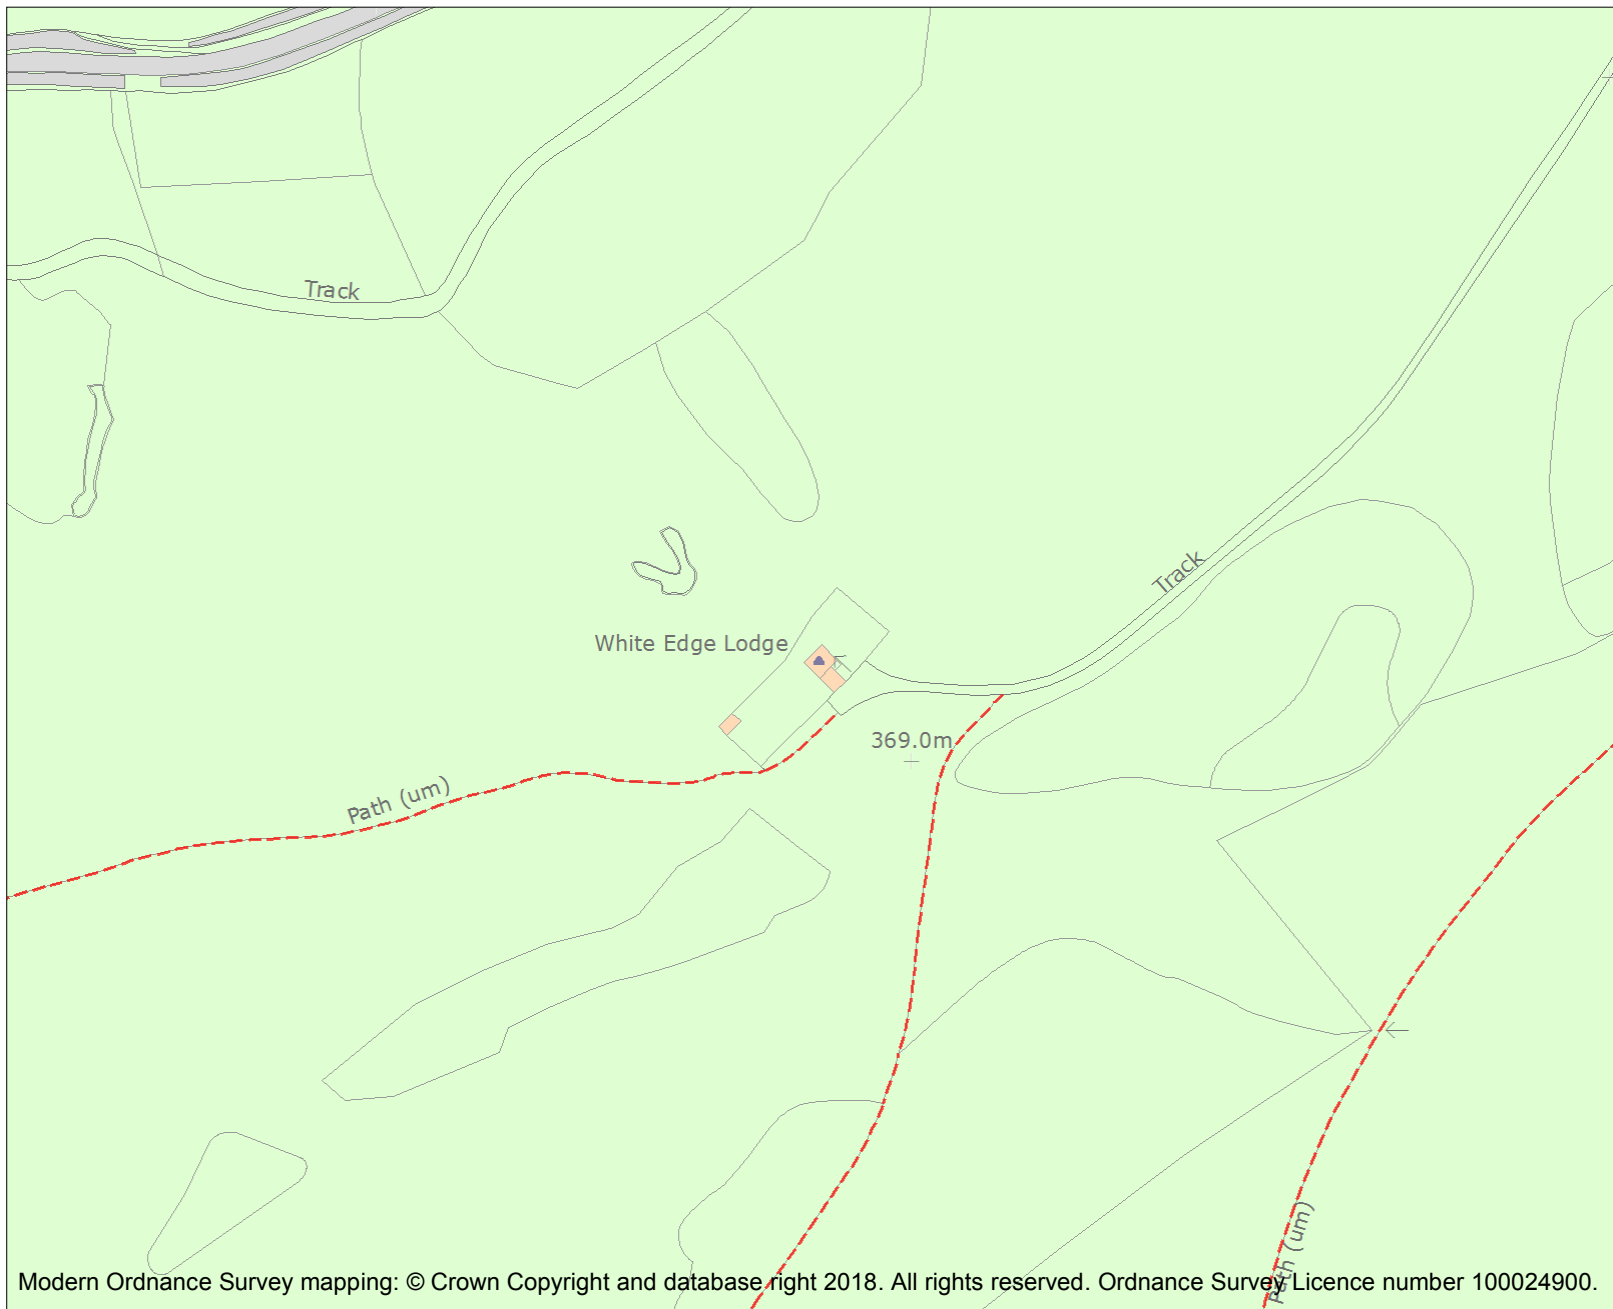 Track
Track
White Edge Lodge
369.0m
Path (um)
Path (um)
Modern Ordnance Survey mapping: © Crown Copyright and database right 2018. All rights reserved. Ordnance Survey Licence number 100024900.